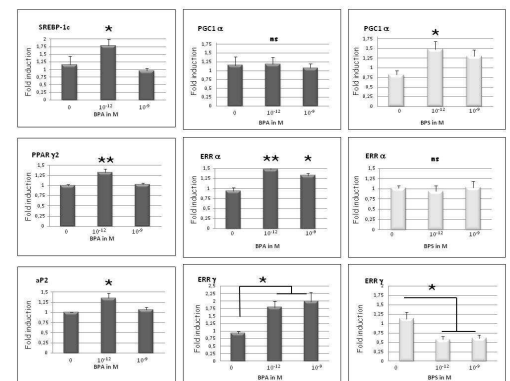 SREBP-1c
*
Fold induction
2
1,75
1,5
1,25
1
0,75
0,5
0,25
0
0 10-12 10-9
BPA in M
PGC1 α
ns
Fold induction
1,75
1,5
1,25
1
0,75
0,5
0,25
0
0 10-12 10-9
BPA in M
PGC1 α
*
Fold induction
1,75
1,5
1,25
1
0,75
0,5
0,25
0
0 10-12 10-9
BPS in M
PPAR γ2
**
Fold induction
1,5
1,25
1
0,75
0,5
0,25
0
0 10-12 10-9
BPA in M
ERR α
** *
Fold induction
1,5
1,25
1
0,75
0,5
0,25
0
0 10-12 10-9
BPA in M
ERR α
ns
Fold induction
1,5
1,25
1
0,75
0,5
0,25
0
0 10-12 10-9
BPS in M
aP2
*
Fold induction
1,5
1,25
1
0,75
0,5
0,25
0
0 10-12 10-9
BPA in M
ERR γ
*
Fold induction
2,5
2,25
2
1,75
1,5
1,25
1
0,75
0,5
0,25
0
0 10-12 10-9
BPA in M
ERR γ
*
Fold induction
2
1,75
1,5
1,25
1
0,75
0,5
0,25
0
0 10-12 10-9
BPS in M